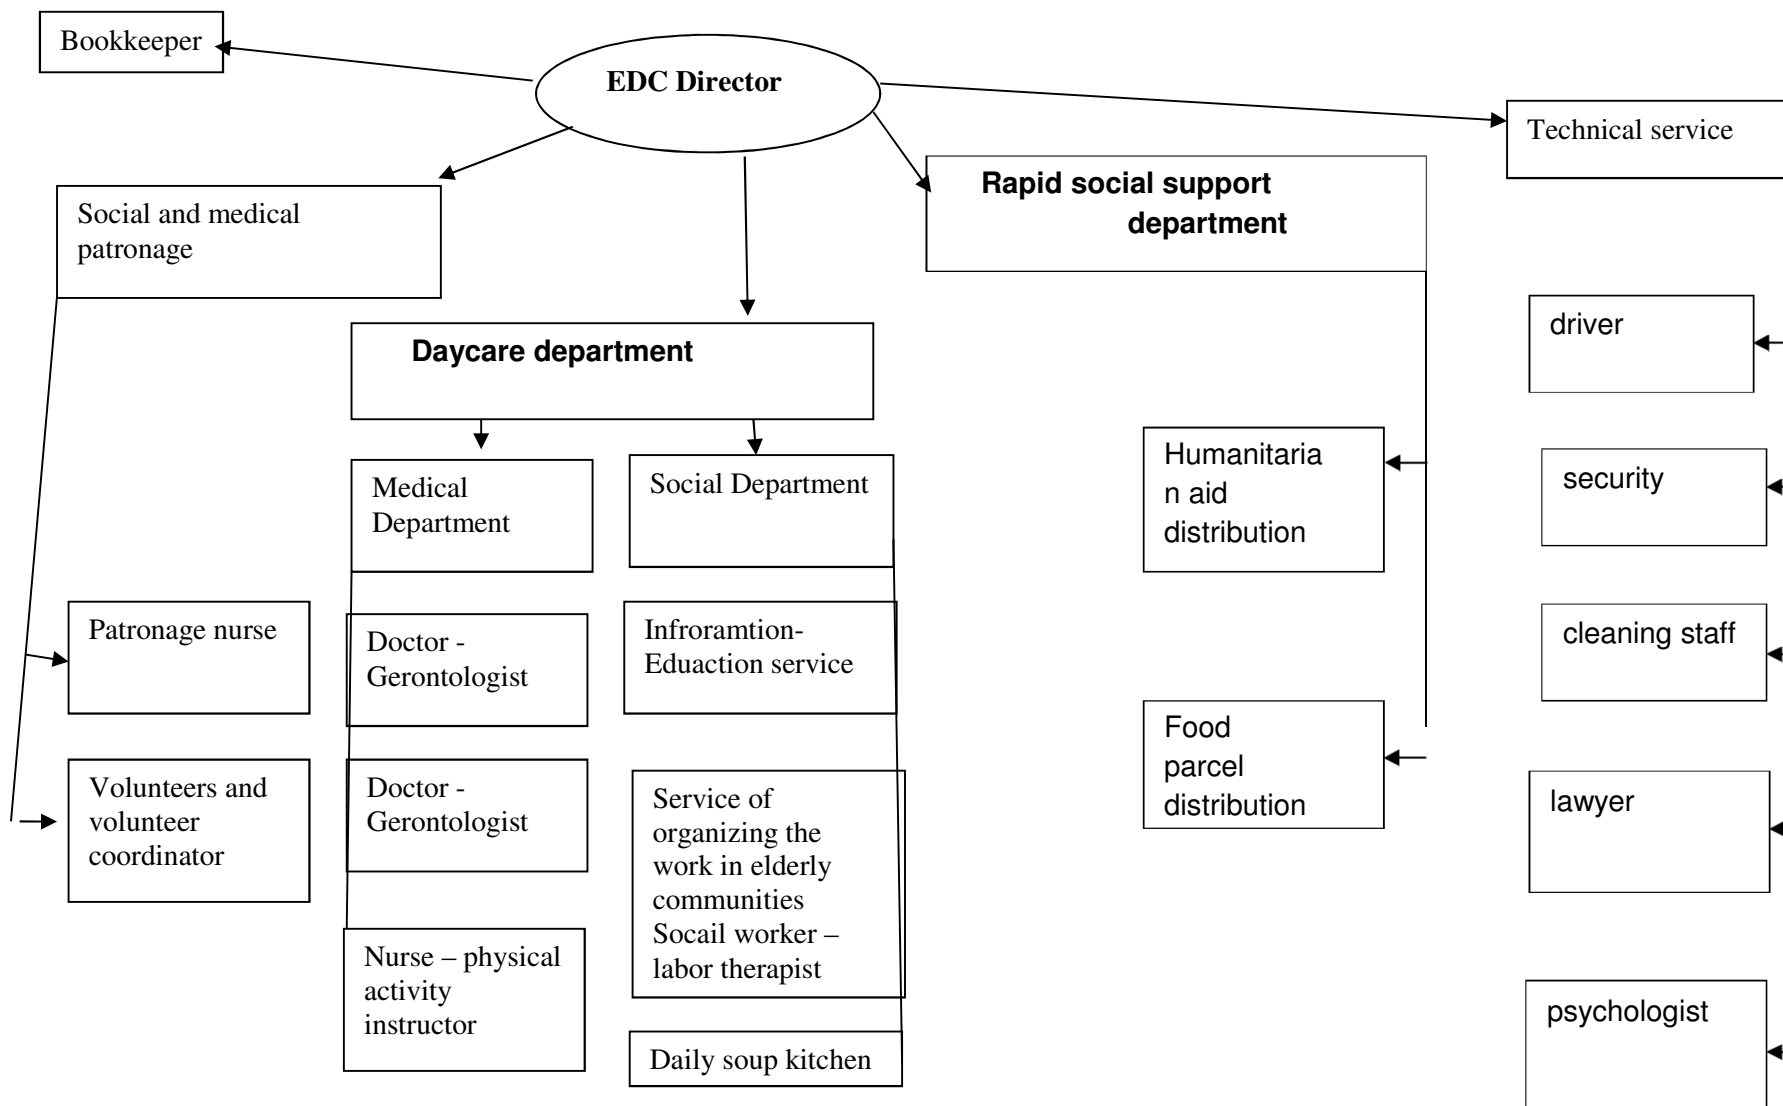 Bookkeeper
EDC Director
Technical service
Rapid social support
department
Social and medical
patronage
Daycare department
driver
Humanitaria
n aid
distribution
security
Medical
Department
Social Department
Patronage nurse
Doctor -
Gerontologist
Infroramtion-
Eduaction service
cleaning staff
Food
parcel
distribution
Volunteers and
volunteer
coordinator
Doctor -
Gerontologist
Service of
organizing the
work in elderly
communities
Socail worker –
labor therapist
lawyer
Nurse – physical
activity
instructor
Daily soup kitchen
psychologist